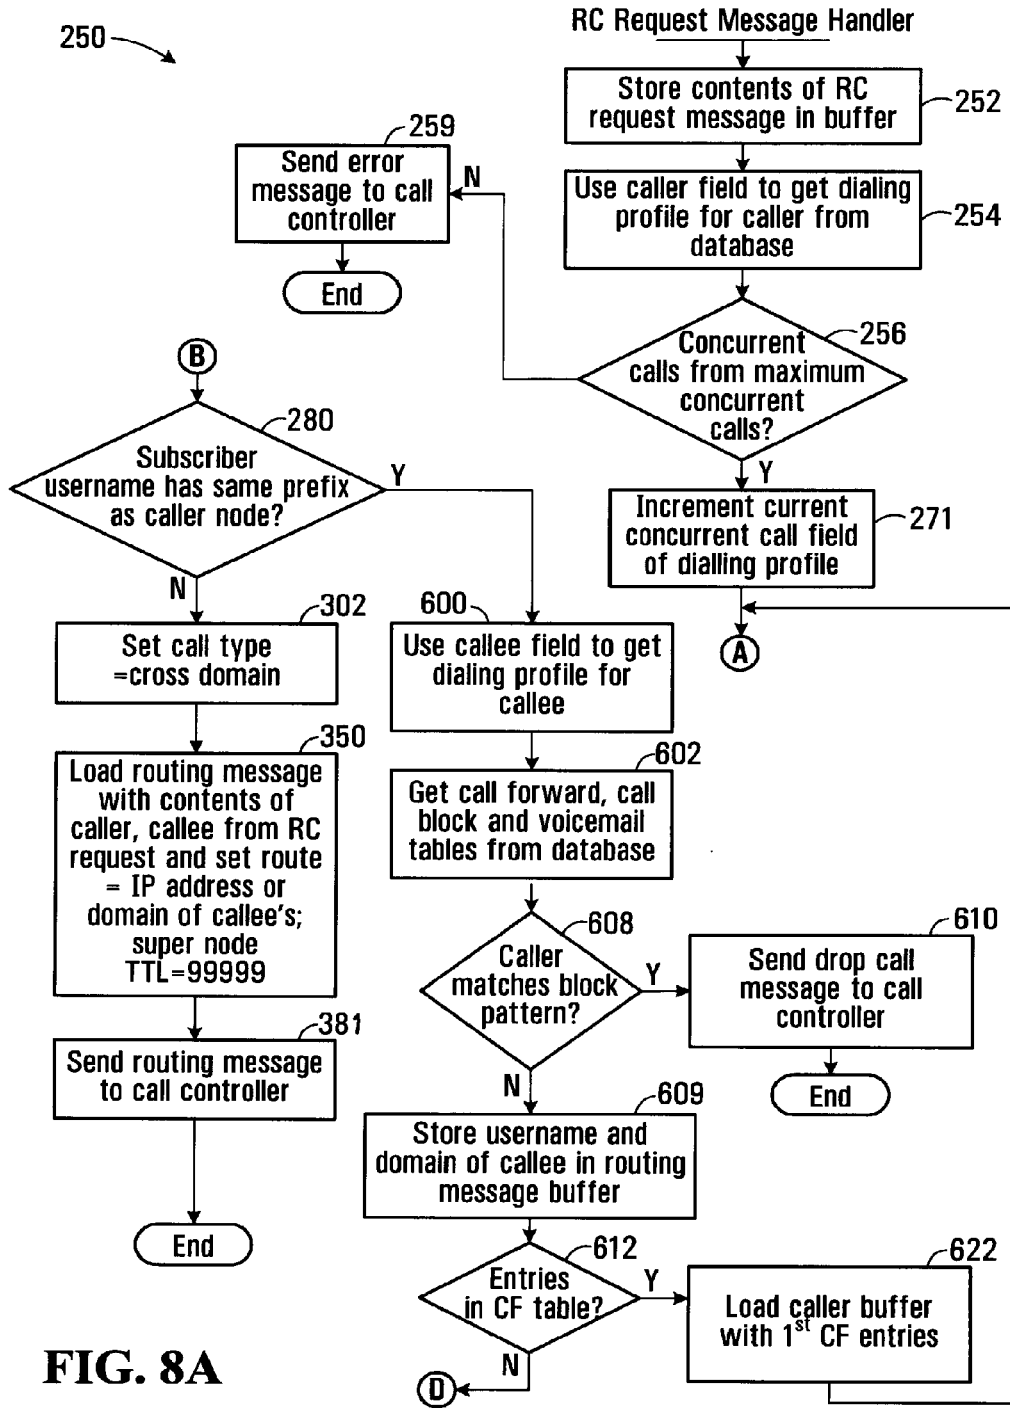 250
RC Request Message Handler
Store contents of RC
request message in buffer
252
Use caller field to get dialing
profile for caller from
database
254
259
Send error
message to call
controller
N
End
256
Concurrent
calls from maximum
concurrent
calls?
Y
Increment current
concurrent call field
of dialling profile
271
A
B
280
Subscriber
username has same prefix
as caller node?
Y
N
302
Set call type
=cross domain
350
Load routing message
with contents of
caller, callee from RC
request and set route
= IP address or
domain of callee's;
super node
TTL=99999
381
Send routing message
to call controller
End
600
Use callee field to get
dialing profile for
callee
602
Get call forward, call
block and voicemail
tables from database
608
Caller
matches block
pattern?
Y
610
Send drop call
message to call
controller
End
N
609
Store username and
domain of callee in routing
message buffer
612
Entries
in CF table?
Y
622
Load caller buffer
with 1st CF entries
N
D
FIG. 8A